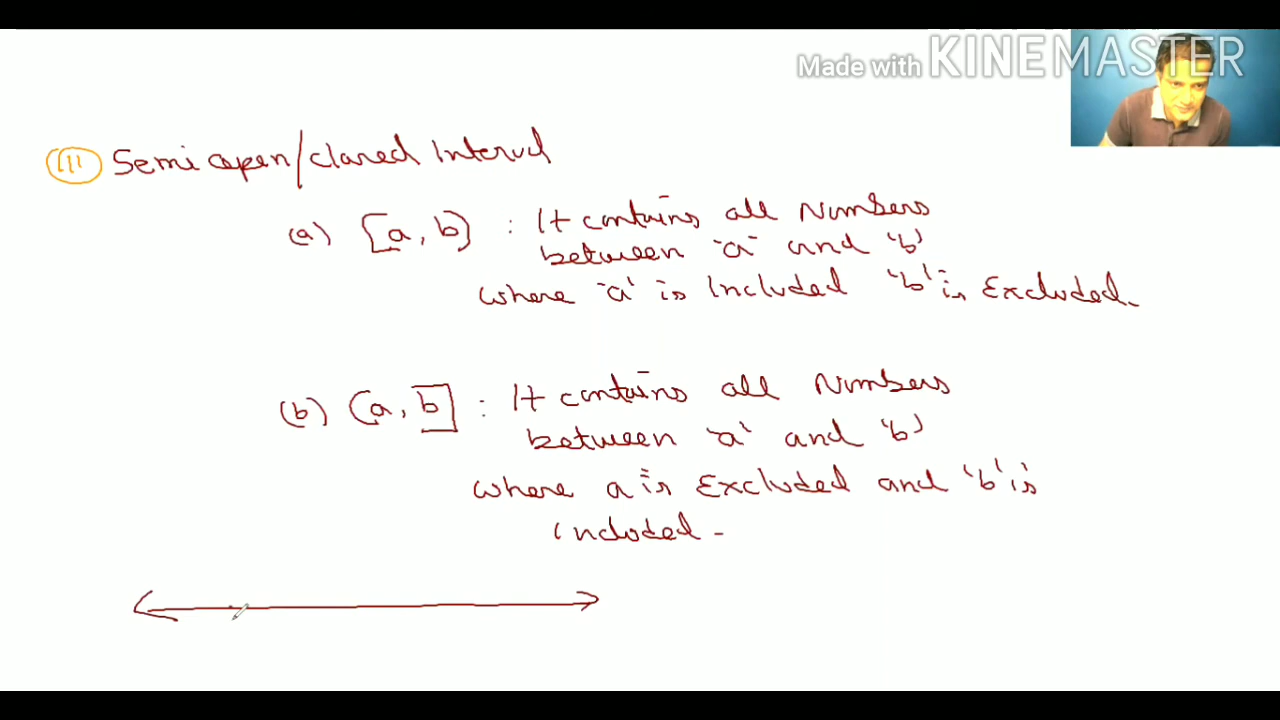 Made with KINEMASTER
(III) Semi open/closed Interval
(a) [a, b) : It contains all Numbers
between 'a' and 'b'
where 'a' is Included 'b' is Excluded.
(b) (a, b] : It contains all Numbers
between 'a' and 'b'
where a is Excluded and 'b' is
included -